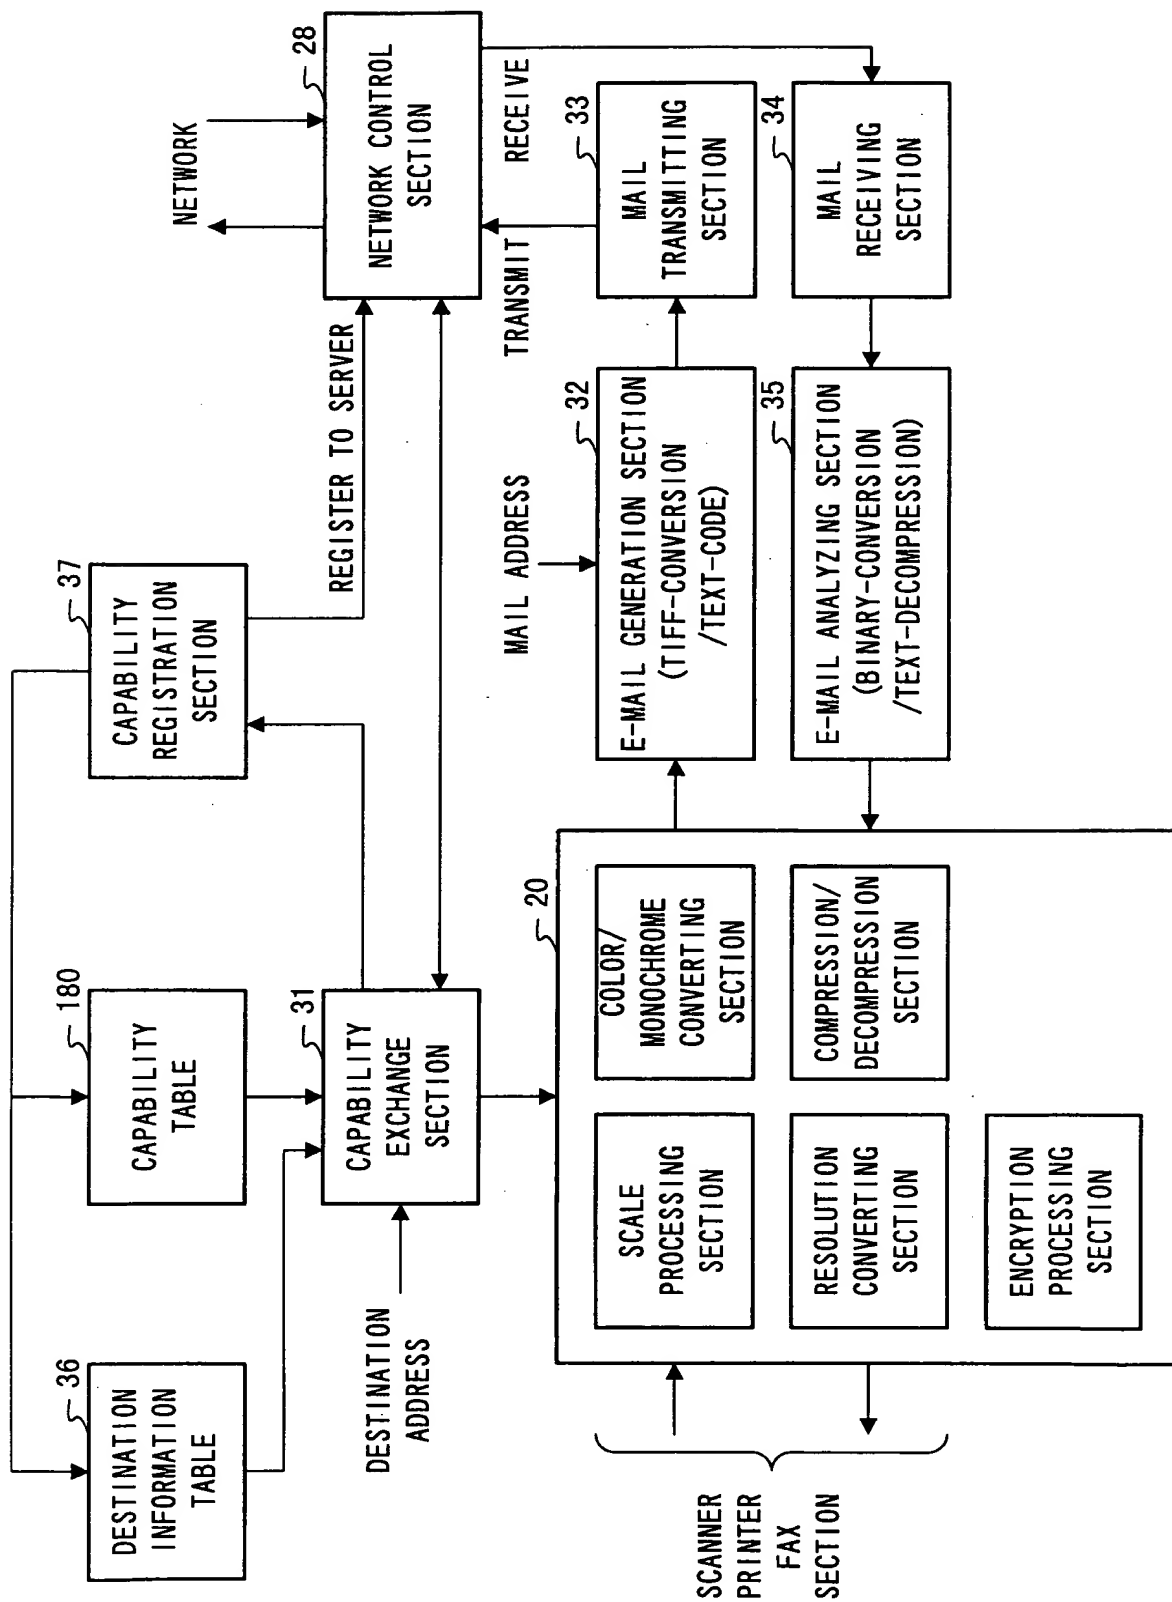 36
DESTINATION
INFORMATION
TABLE
180
CAPABILITY
TABLE
37
CAPABILITY
REGISTRATION
SECTION
REGISTER TO SERVER
NETWORK
28
NETWORK CONTROL
SECTION
DESTINATION
ADDRESS
31
CAPABILITY
EXCHANGE
SECTION
MAIL ADDRESS
TRANSMIT
RECEIVE
SCANNER
PRINTER
FAX
SECTION
20
SCALE
PROCESSING
SECTION
COLOR/
MONOCHROME
CONVERTING
SECTION
RESOLUTION
CONVERTING
SECTION
COMPRESSION/
DECOMPRESSION
SECTION
ENCRYPTION
PROCESSING
SECTION
32
E-MAIL GENERATION SECTION
(TIFF-CONVERSION
/TEXT-CODE)
33
MAIL
TRANSMITTING
SECTION
35
E-MAIL ANALYZING SECTION
(BINARY-CONVERSION
/TEXT-DECOMPRESSION)
34
MAIL
RECEIVING
SECTION